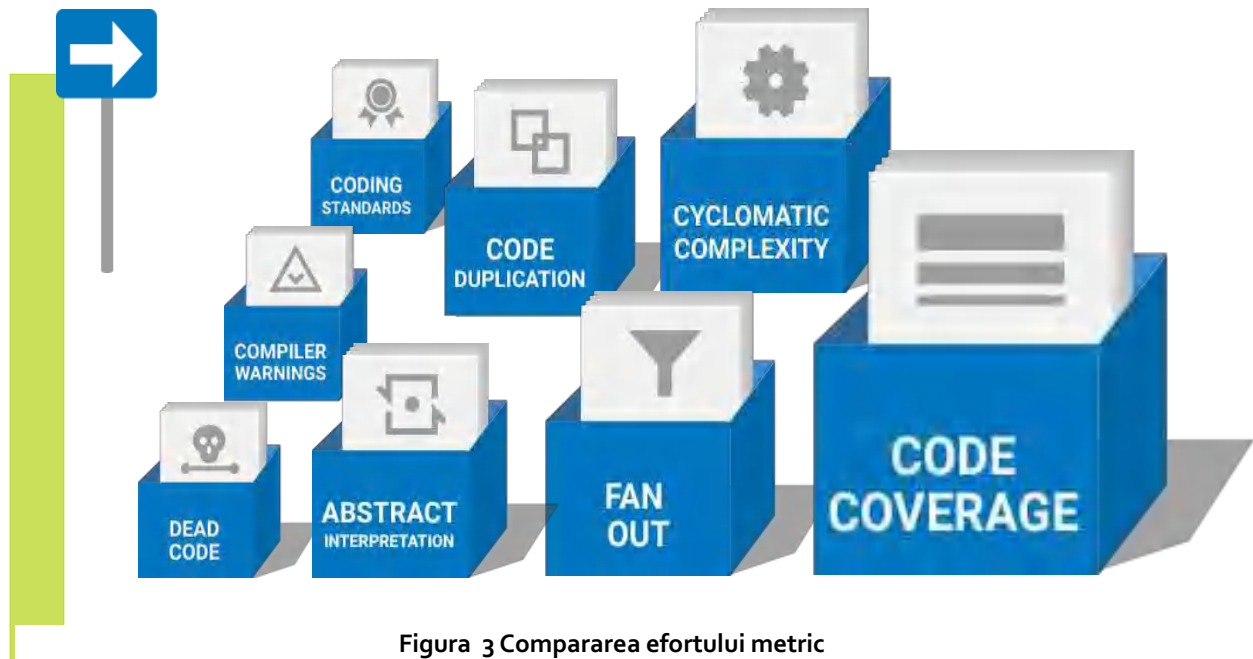 CODING
STANDARDS
CODE
DUPLICATION
CYCLOMATIC
COMPLEXITY
COMPILER
WARNINGS
DEAD
CODE
ABSTRACT
INTERPRETATION
FAN
OUT
CODE
COVERAGE
Figura 3 Compararea efortului metric